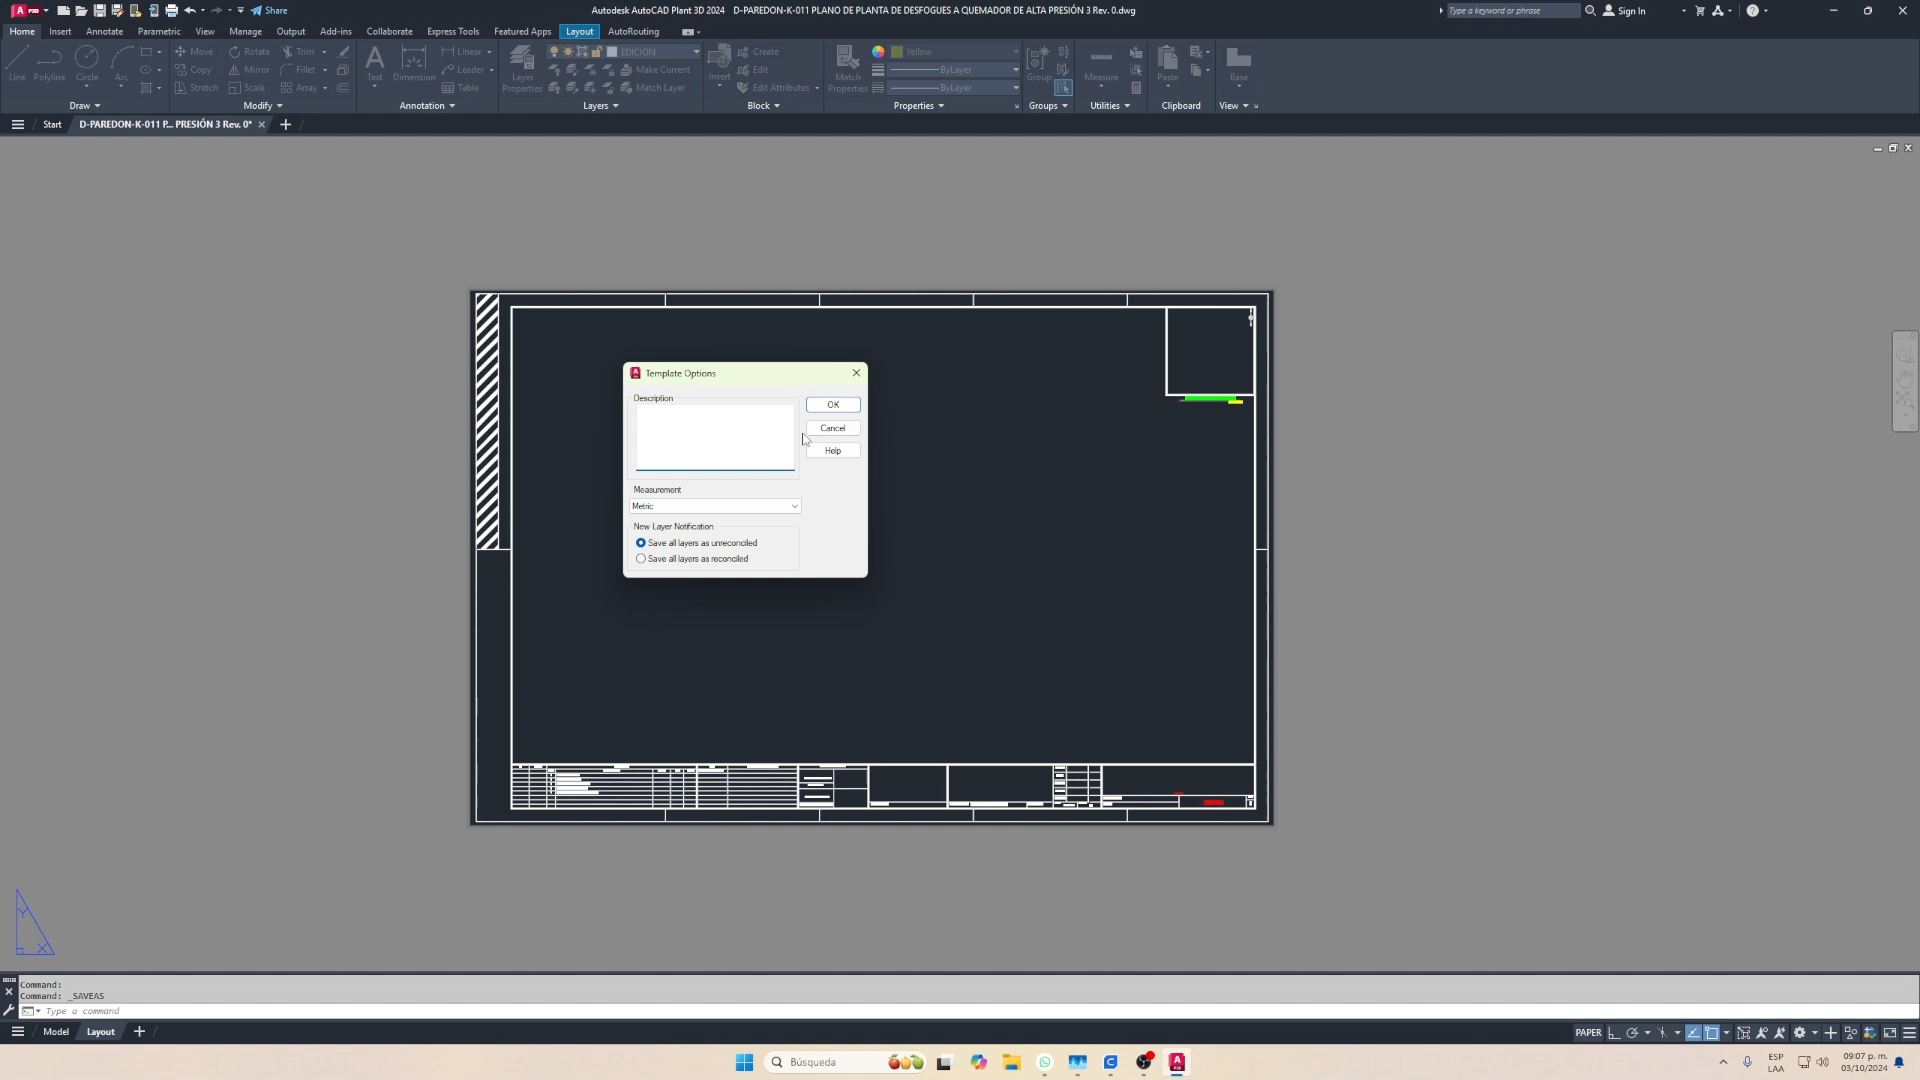 Share
Autodesk AutoCAD Plant 3D 2024 D-PAREDON-K-011 PLANO DE PLANTA DE DESFOGUES A QUEMADOR DE ALTA PRESIÓN 3 Rev. 0.dwg
Type a keyword or phrase
Sign In
Home Insert Annotate Parametric View Manage Output Add-ins Collaborate Express Tools Featured Apps Layout AutoRouting
Line Polyline Circle Arc
Move Rotate Trim
Copy Mirror Fillet
Stretch Scale Array
Text Dimension
Linear
Leader
Table
Layer Properties
EDICION
Make Current
Match Layer
Insert
Create
Edit
Edit Attributes
Match Properties
Yellow
ByLayer
ByLayer
Group
Measure
Paste
Base
Draw Modify Annotation Layers Block Properties Groups Utilities Clipboard View
Start D-PAREDON-K-011 P... PRESIÓN 3 Rev. 0*
Template Options
Description
OK
Cancel
Help
Measurement
Metric
New Layer Notification
Save all layers as unreconciled
Save all layers as reconciled
Y
X
Command:
Command: _SAVEAS
Type a command
Model Layout
PAPER
Búsqueda
ESP
LAA
09:07 p. m.
03/10/2024